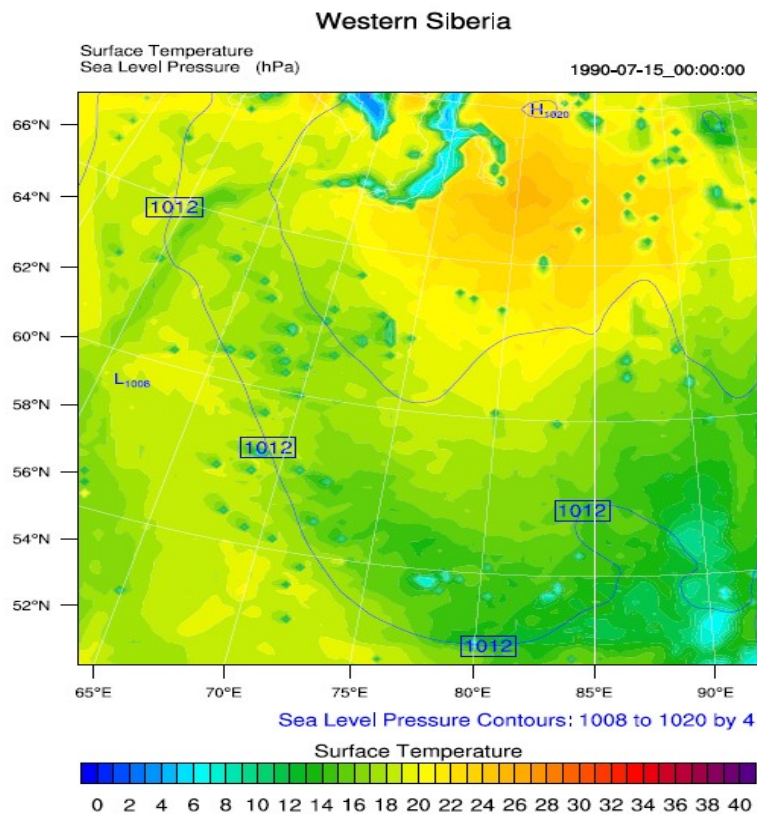 Western Siberia
Surface Temperature
Sea Level Pressure (hPa)
1990-07-15_00:00:00
66°N
64°N
62°N
60°N
58°N
56°N
54°N
52°N
H1020
1012
L1008
1012
1012
1012
65°E 70°E 75°E 80°E 85°E 90°E
Sea Level Pressure Contours: 1008 to 1020 by 4
Surface Temperature
0 2 4 6 8 10 12 14 16 18 20 22 24 26 28 30 32 34 36 38 40